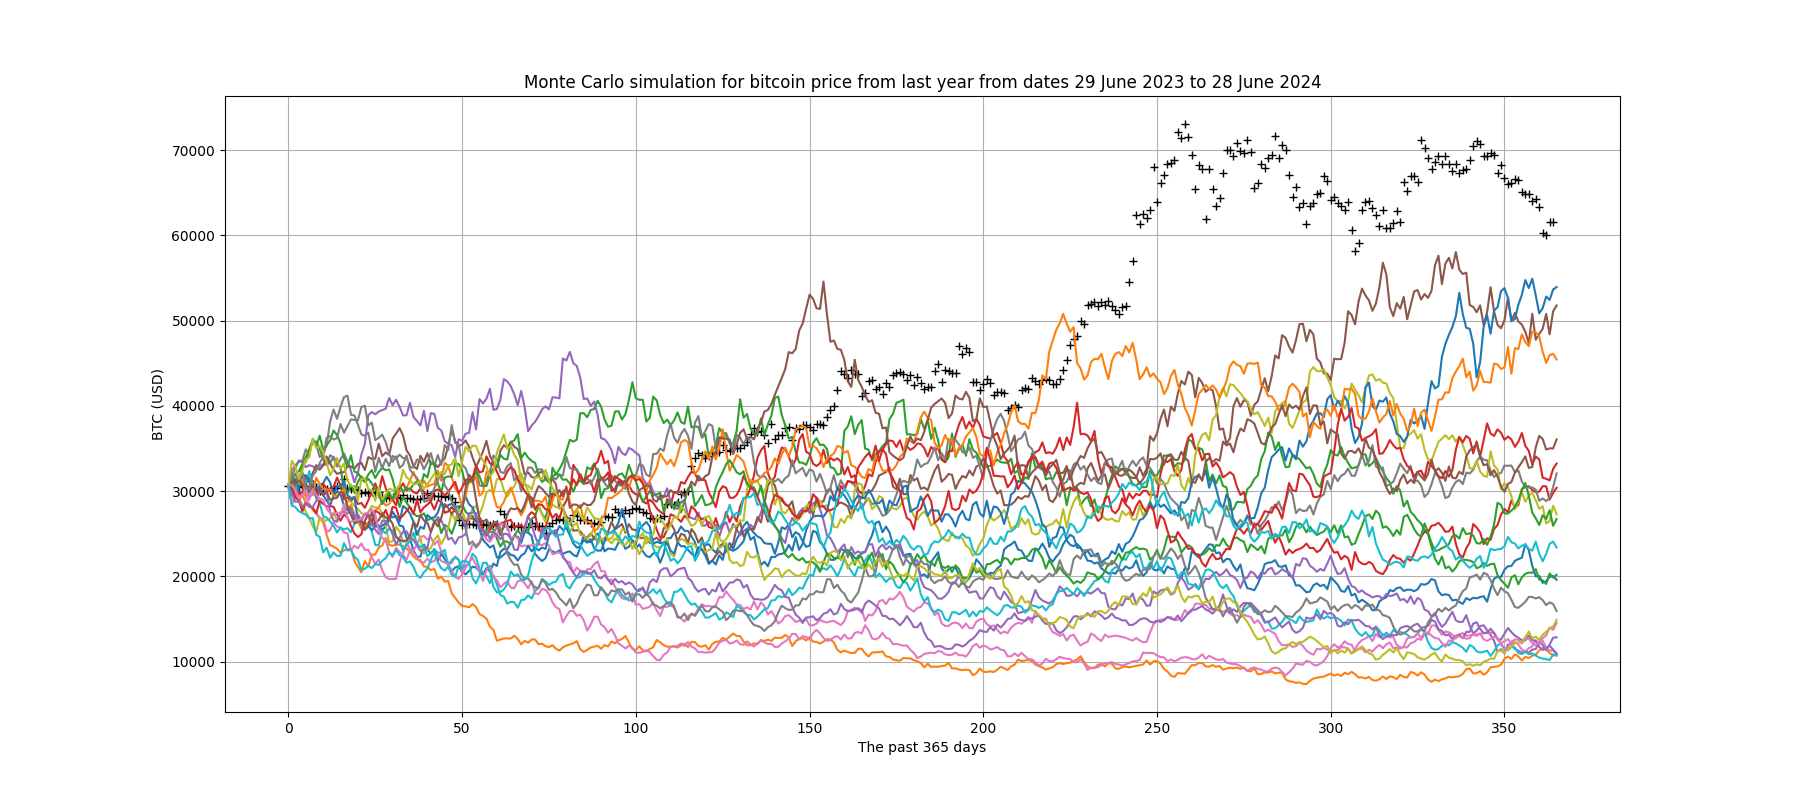 Monte Carlo simulation for bitcoin price from last year from dates 29 June 2023 to 28 June 2024
BTC (USD)
70000
60000
50000
40000
30000
20000
10000
0 50 100 150 200 250 300 350
The past 365 days